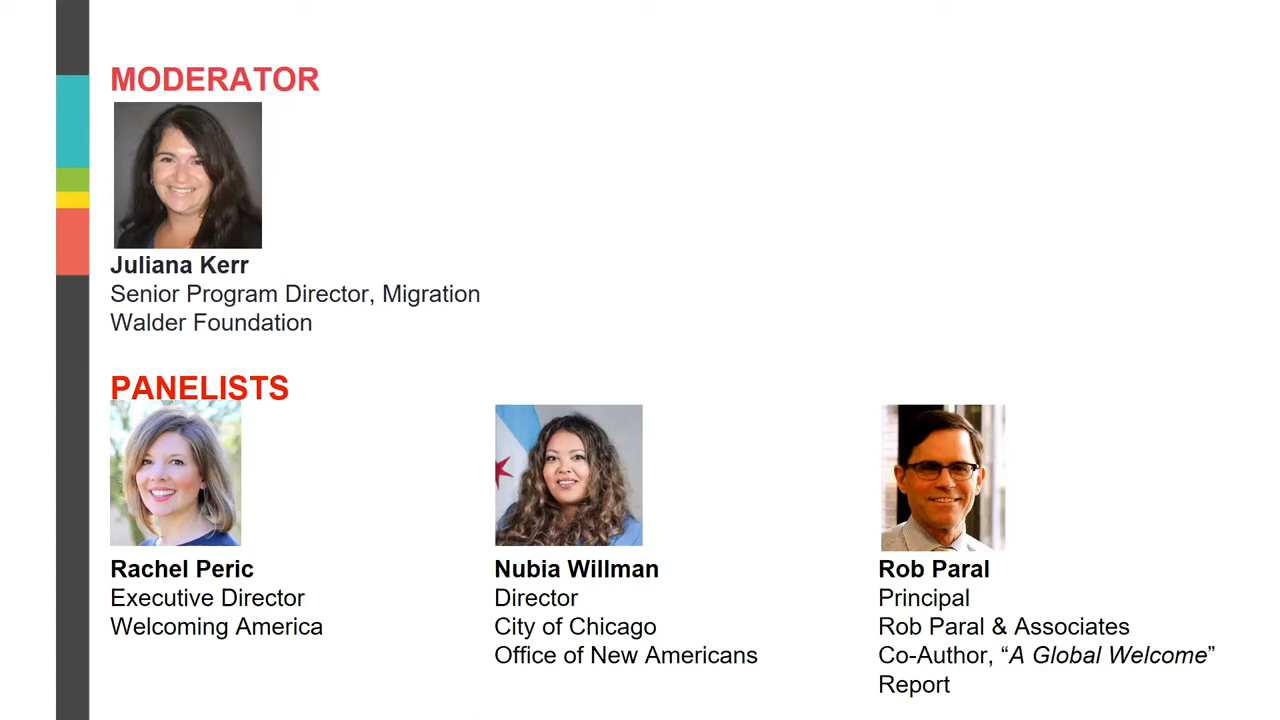 MODERATOR
Juliana Kerr
Senior Program Director, Migration
Walder Foundation
PANELISTS
Rachel Peric
Executive Director
Welcoming America
Nubia Willman
Director
City of Chicago
Office of New Americans
Rob Paral
Principal
Rob Paral & Associates
Co-Author, “A Global Welcome”
Report